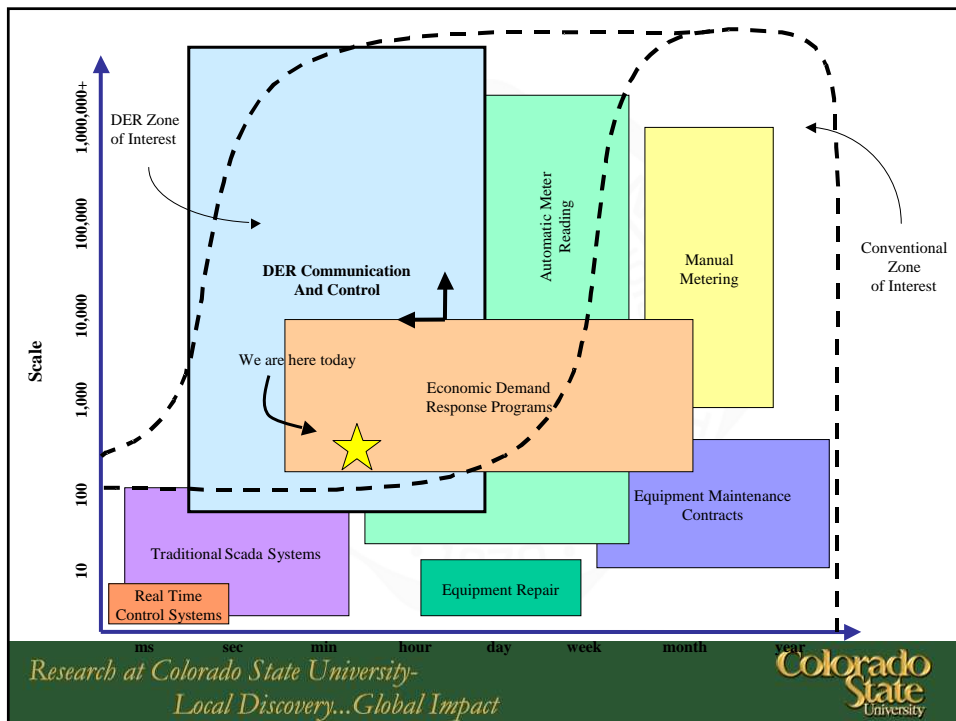 1,000,000+
100,000
10,000
1,000
100
10
Scale
DER Zone
of Interest
DER Communication
And Control
We are here today
Automatic Meter
Reading
Manual
Metering
Conventional
Zone
of Interest
Economic Demand
Response Programs
Equipment Maintenance
Contracts
Traditional Scada Systems
Equipment Repair
Real Time
Control Systems
ms sec min hour day week month year
Research at Colorado State University-
Local Discovery...Global Impact
Colorado
State
University